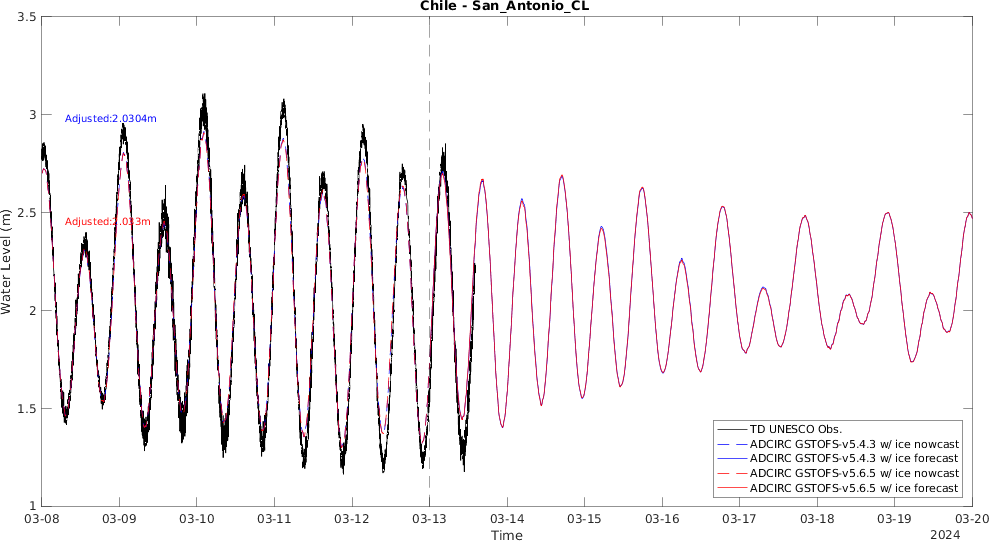 Chile - San_Antonio_CL
3.5
3
2.5
2
1.5
1
Water Level (m)
Adjusted:2.0304m
Adjusted:2.033m
TD UNESCO Obs.
ADCIRC GSTOFS-v5.4.3 w/ ice nowcast
ADCIRC GSTOFS-v5.4.3 w/ ice forecast
ADCIRC GSTOFS-v5.6.5 w/ ice nowcast
ADCIRC GSTOFS-v5.6.5 w/ ice forecast
03-08 03-09 03-10 03-11 03-12 03-13 03-14 03-15 03-16 03-17 03-18 03-19 03-20
Time
2024